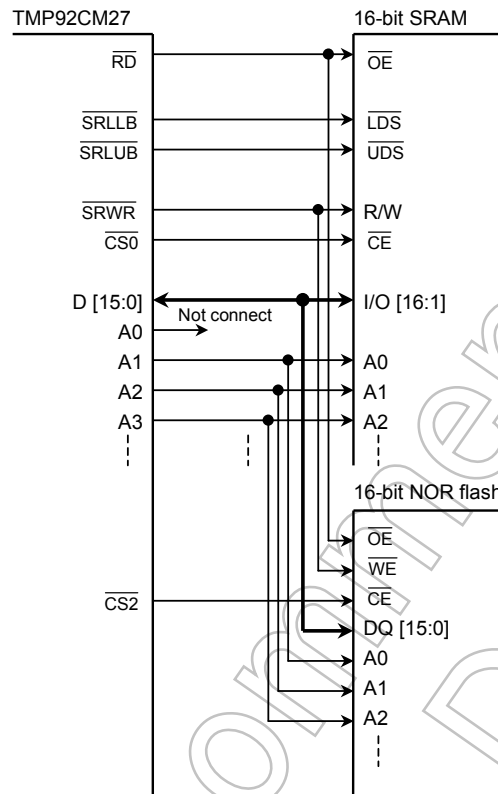 TMP92CM27 16-bit SRAM
RD OE
SRLLB LDS
SRLUB UDS
SRWR R/W
CS0 CE
D [15:0] I/O [16:1]
Not connect
A0
A1 A0
A2 A1
A3 A2
16-bit NOR flash
OE
WE
CS2 CE
DQ [15:0]
A0
A1
A2